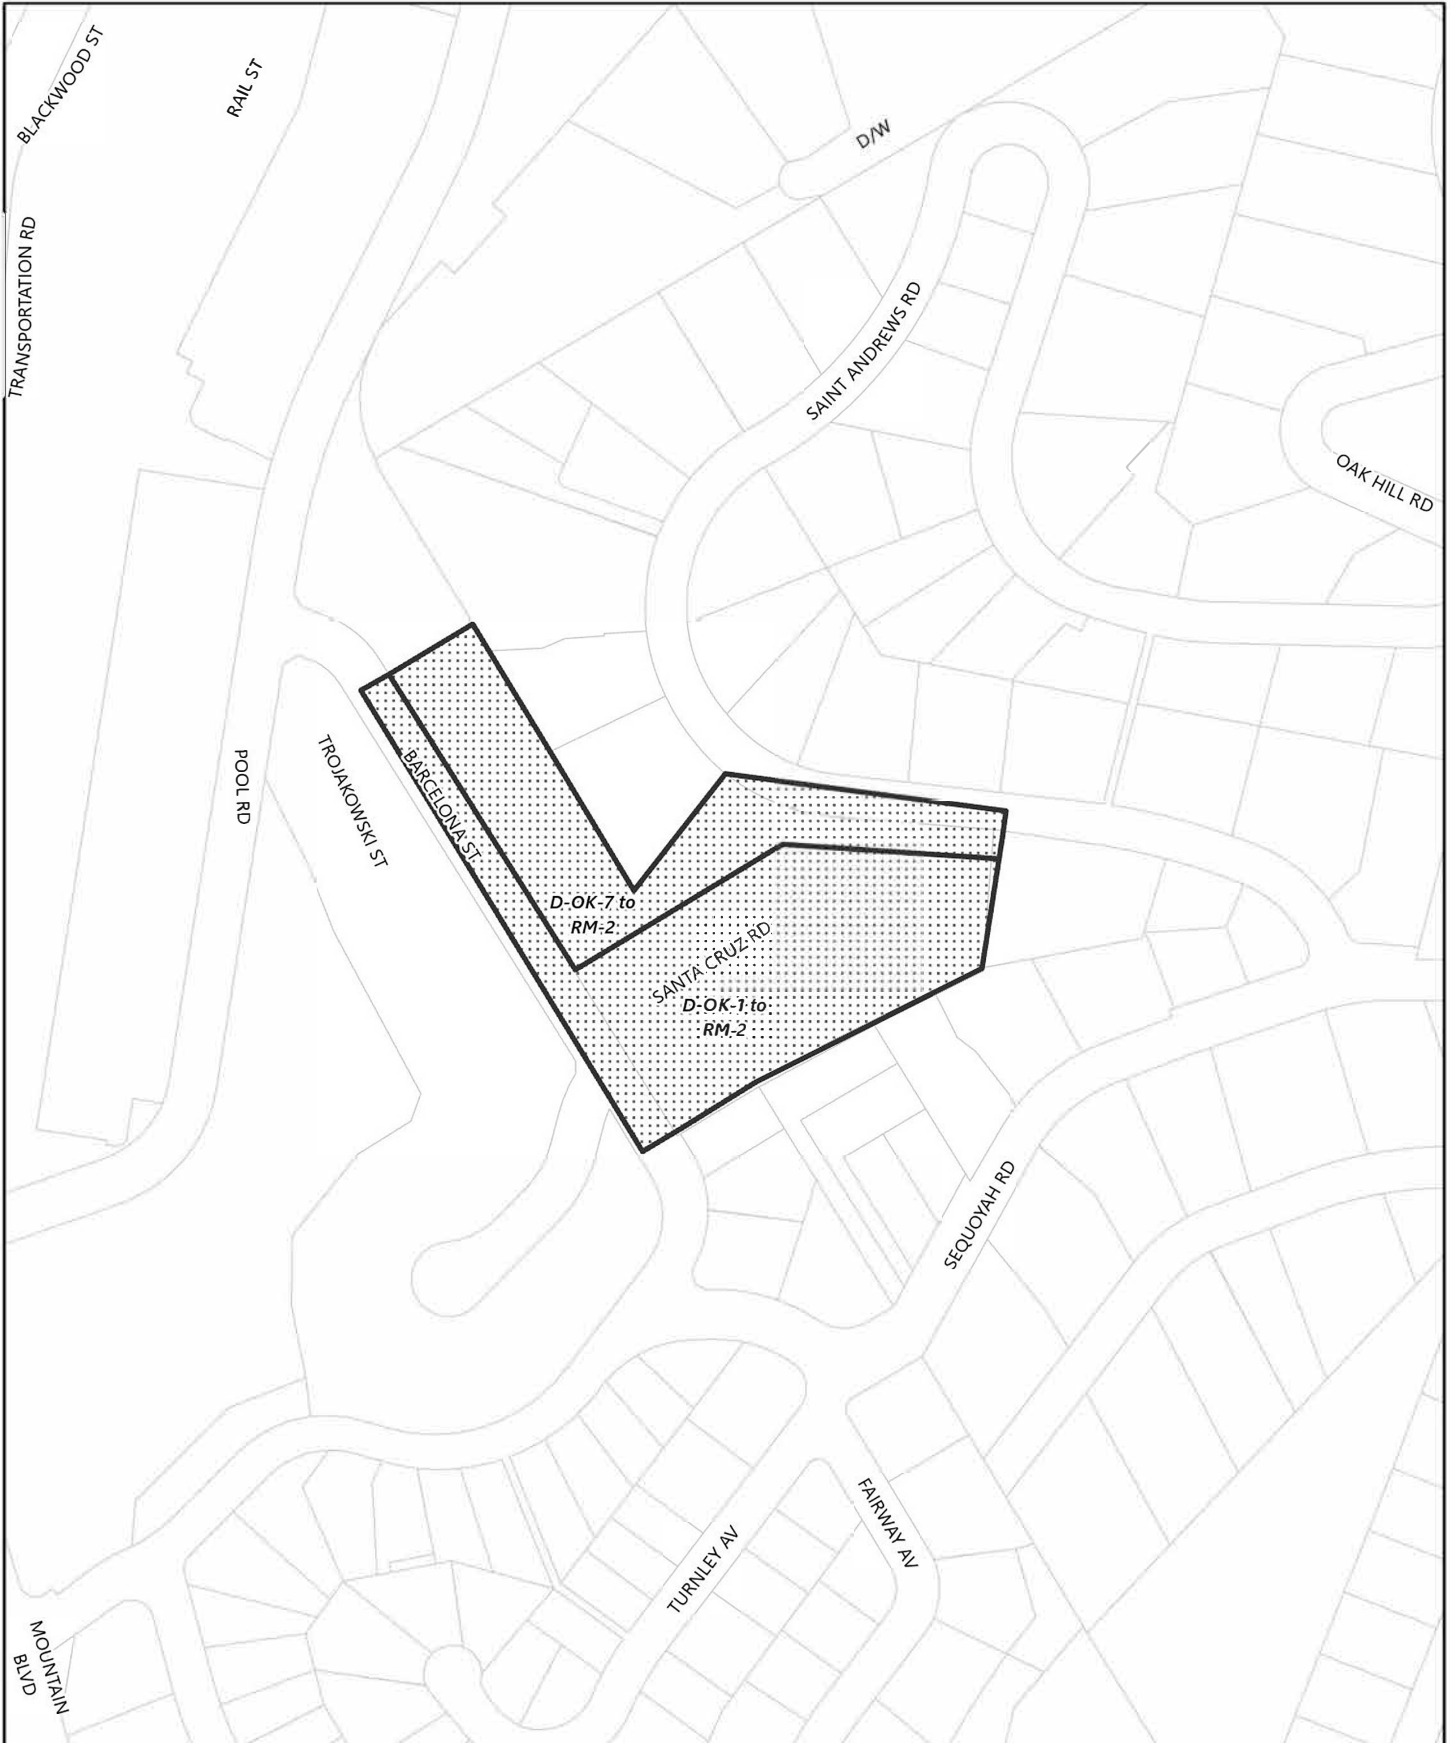 BLACKWOOD ST
RAIL ST
D/W
TRANSPORTATION RD
SAINT ANDREWS RD
OAK HILL RD
POOL RD
TROJAKOWSKI ST
BARCELONA ST
D-OK-7 to
RM-2
SANTA CRUZ RD
D-OK-1 to
RM-2
SEQUOYAH RD
FAIRWAY AV
TURNLEY AV
MOUNTAIN
BLVD